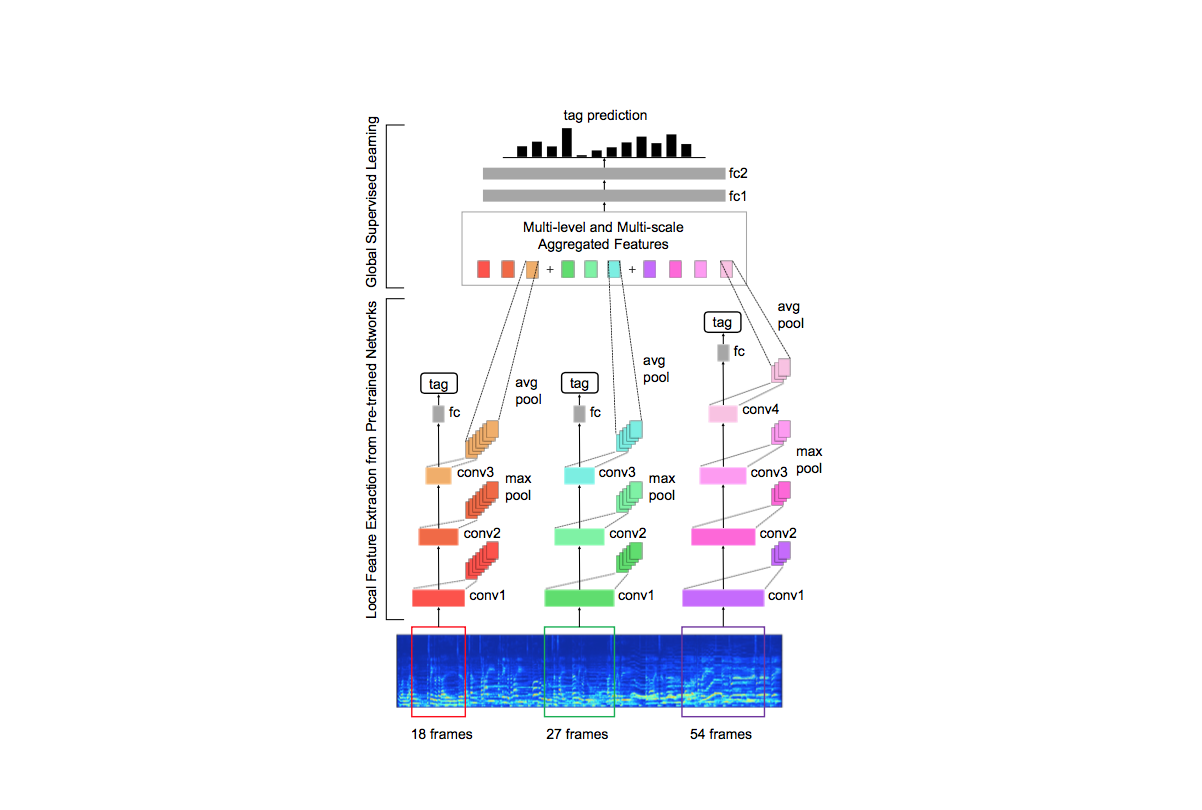 tag prediction
Global Supervised Learning
fc2
fc1
Multi-level and Multi-scale
Aggregated Features
+
+
Local Feature Extraction from Pre-trained Networks
tag
fc
avg
pool
conv3
max
pool
conv2
conv1
tag
fc
avg
pool
conv3
max
pool
conv2
conv1
tag
fc
avg
pool
conv4
conv3
max
pool
conv2
conv1
18 frames
27 frames
54 frames